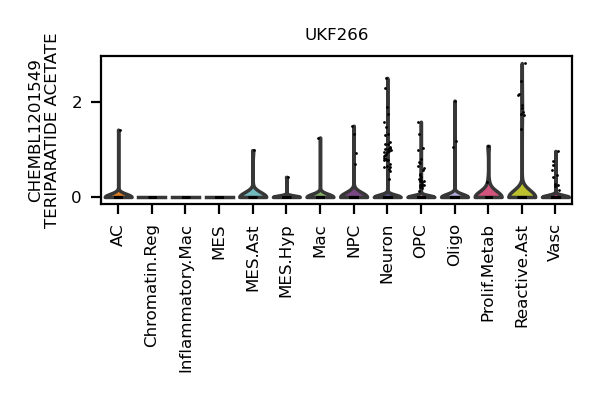 UKF266
CHEMBL1201549
TERIPARATIDE ACETATE
2
0
AC
Chromatin.Reg
Inflammatory.Mac
MES
MES.Ast
MES.Hyp
Mac
NPC
Neuron
OPC
Oligo
Prolif.Metab
Reactive.Ast
Vasc